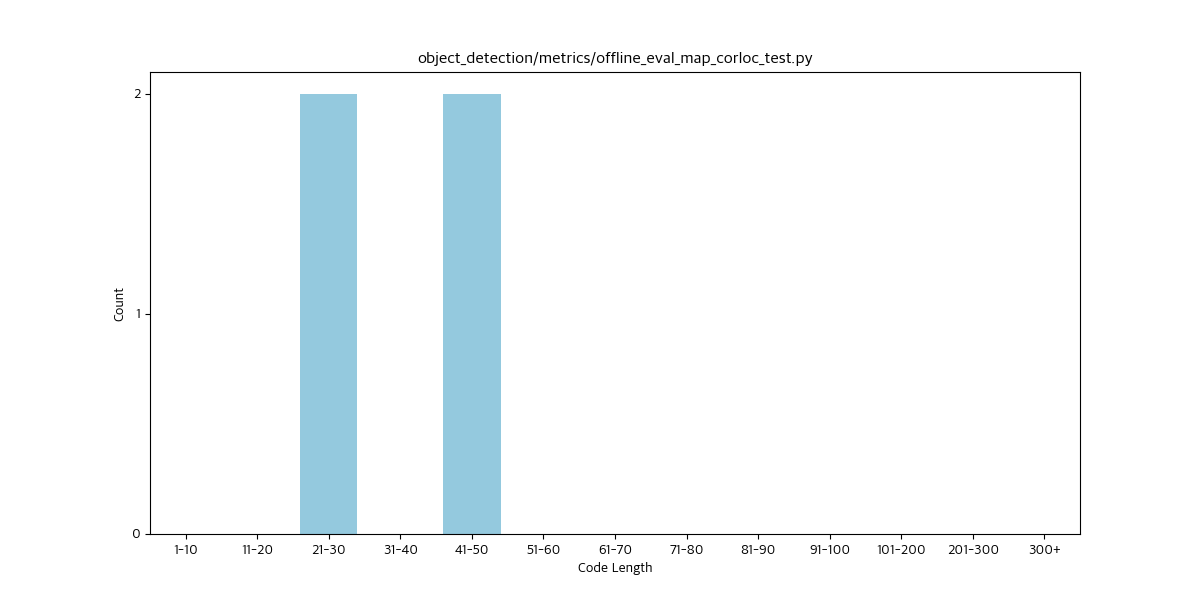 object_detection/metrics/offline_eval_map_corloc_test.py
2
1
0
Count
1-10 11-20 21-30 31-40 41-50 51-60 61-70 71-80 81-90 91-100 101-200 201-300 300+
Code Length